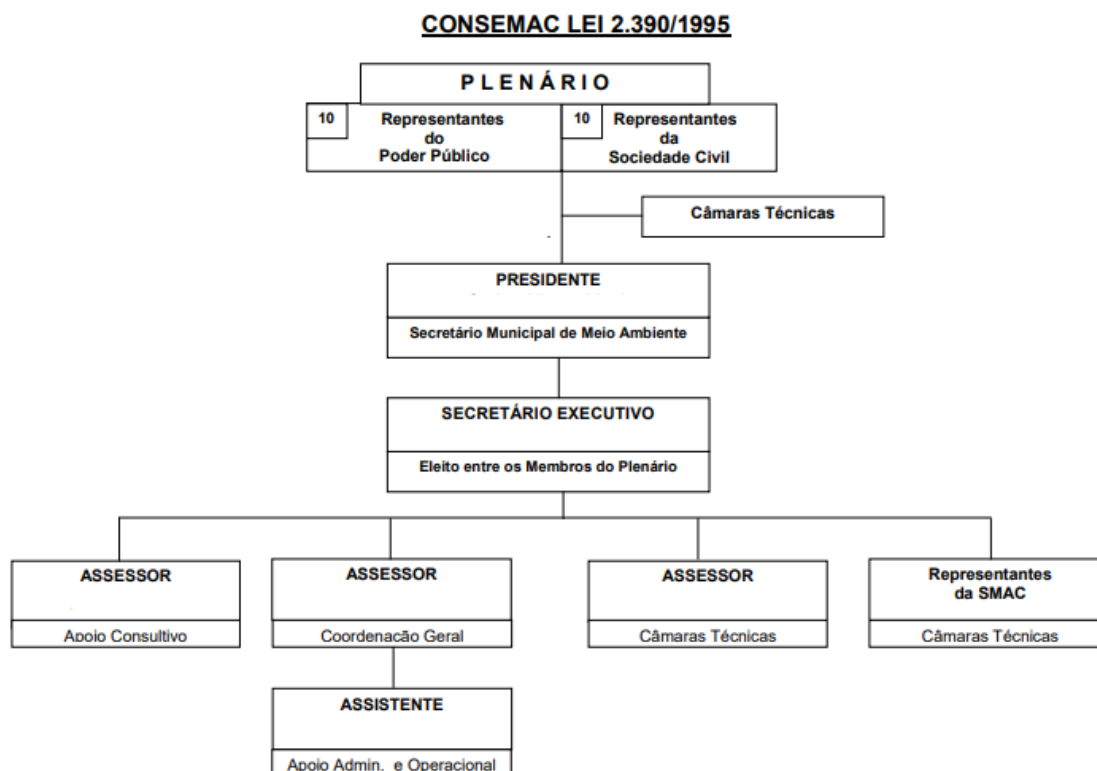 CONSEMAC LEI 2.390/1995
P L E N Á R I O
10
Representantes
do
Poder Público
10
Representantes
da
Sociedade Civil
Câmaras Técnicas
PRESIDENTE
Secretário Municipal de Meio Ambiente
SECRETÁRIO EXECUTIVO
Eleito entre os Membros do Plenário
ASSESSOR
Apoio Consultivo
ASSESSOR
Coordenação Geral
ASSESSOR
Câmaras Técnicas
Representantes
da SMAC
Câmaras Técnicas
ASSISTENTE
Apoio Admin. e Operacional